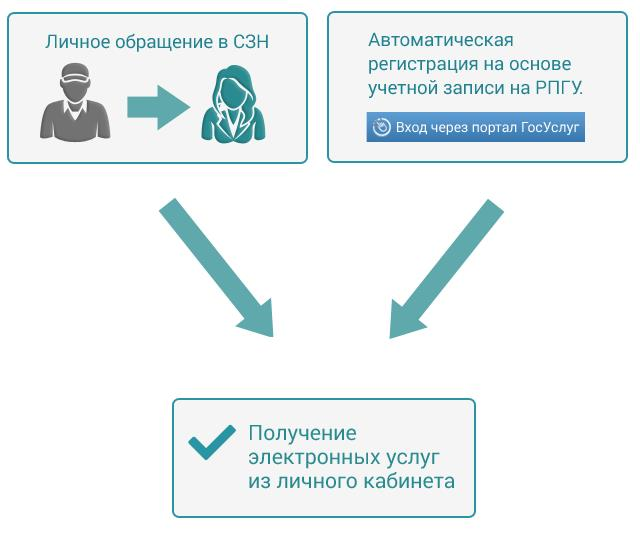 Личное обращение в СЗН
Автоматическая
регистрация на основе
учетной записи на РПГУ.
Вход через портал ГосУслуг
Получение
электронных услуг
из личного кабинета